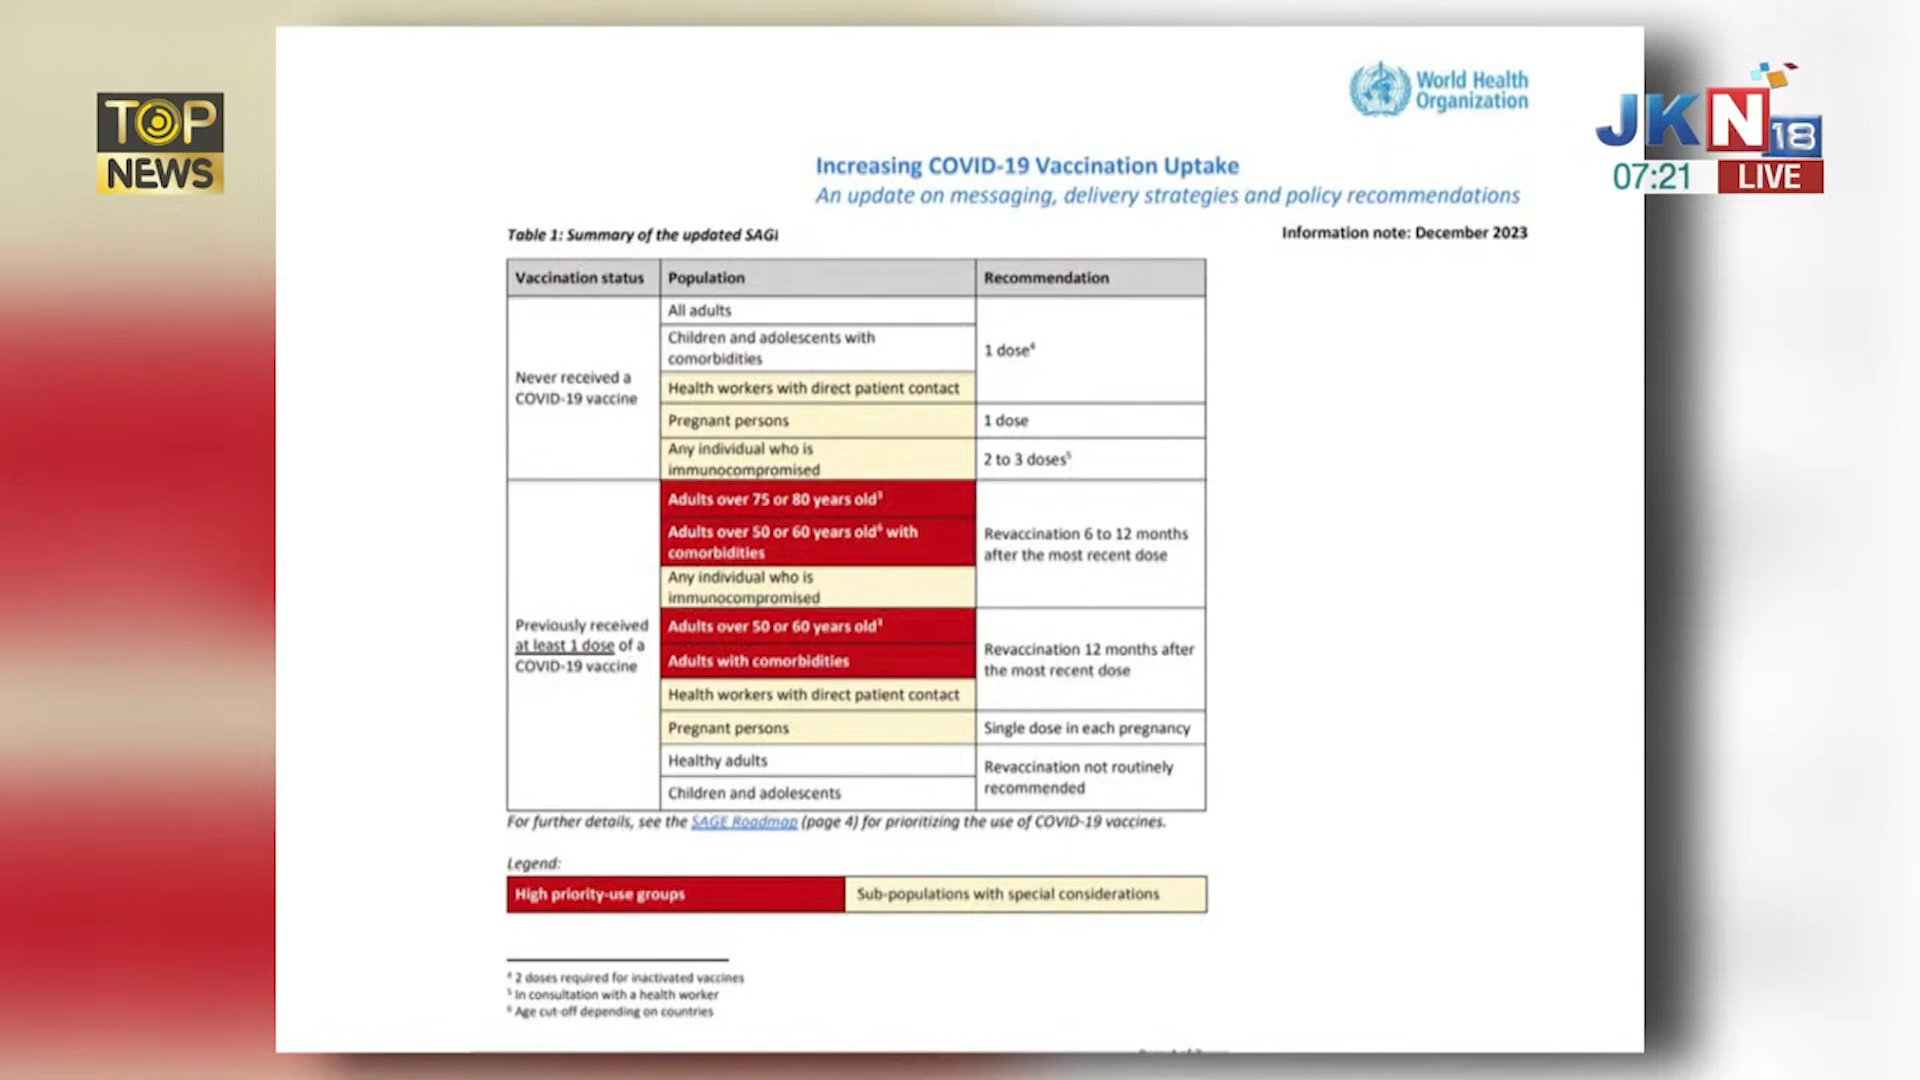 TOP
NEWS
World Health
Organization
JKN18
07:21 LIVE
Increasing COVID-19 Vaccination Uptake
An update on messaging, delivery strategies and policy recommendations
Table 1: Summary of the updated SAGI
Information note: December 2023
Vaccination status
Population
Recommendation
Never received a
COVID-19 vaccine
All adults
Children and adolescents with
comorbidities
Health workers with direct patient contact
1 dose⁴
Pregnant persons
1 dose
Any individual who is
immunocompromised
2 to 3 doses⁵
Previously received
at least 1 dose of a
COVID-19 vaccine
Adults over 75 or 80 years old³
Adults over 50 or 60 years old⁶ with
comorbidities
Any individual who is
immunocompromised
Revaccination 6 to 12 months
after the most recent dose
Adults over 50 or 60 years old³
Adults with comorbidities
Health workers with direct patient contact
Revaccination 12 months after
the most recent dose
Pregnant persons
Single dose in each pregnancy
Healthy adults
Children and adolescents
Revaccination not routinely
recommended
For further details, see the SAGE Roadmap (page 4) for prioritizing the use of COVID-19 vaccines.
Legend:
High priority-use groups
Sub-populations with special considerations
⁴ 2 doses required for inactivated vaccines
⁵ In consultation with a health worker
⁶ Age cut-off depending on countries